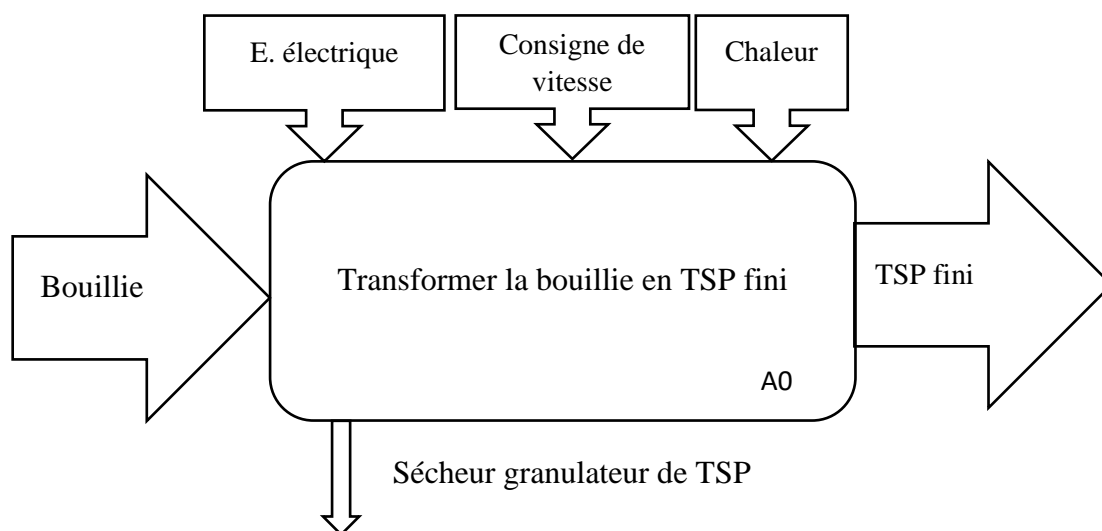 E. électrique
Consigne de
vitesse
Chaleur
Bouillie
Transformer la bouillie en TSP fini
TSP fini
A0
Sécheur granulateur de TSP